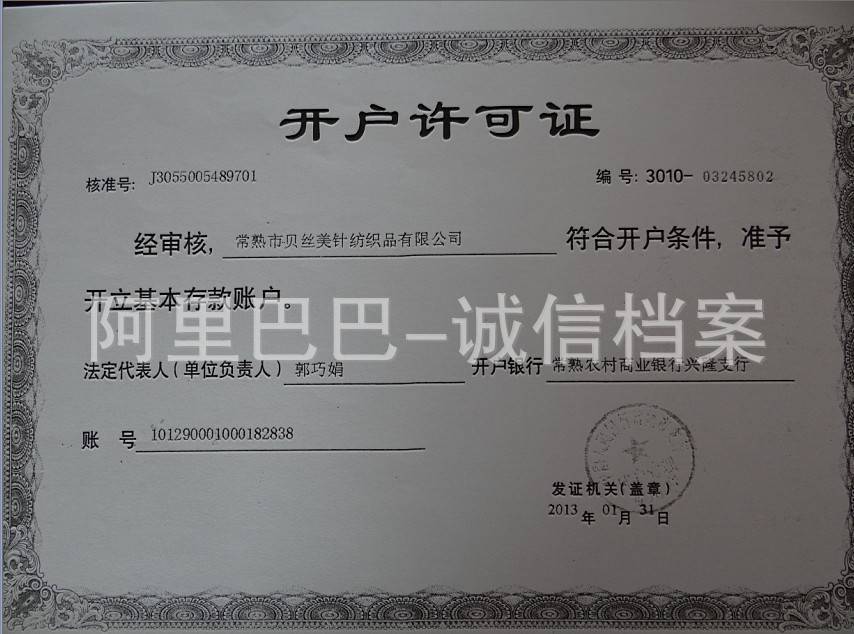 开户许可证
核准号: J3055005489701 编 号: 3010- 03245802
经审核, 常熟市贝丝美针纺织品有限公司 符合开户条件, 准予
开立基本存款账户。
阿里巴巴-诚信档案
法定代表人(单位负责人) 郭巧娟 开户银行 常熟农村商业银行兴隆支行
账 号 101290001000182838
发证机关(盖章)
2013 年 01 月 31 日